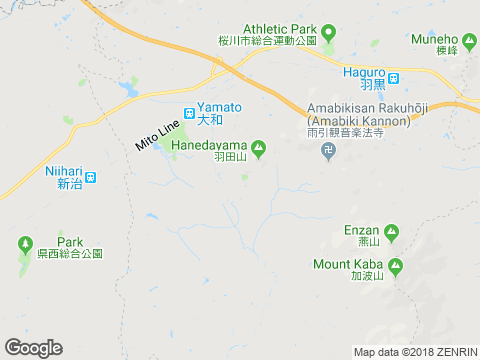 Athletic Park
桜川市総合運動公園
Muneho
棟峰
Haguro
羽黒
Yamato
大和
Amabikisan Rakuhōji
(Amabiki Kannon)
雨引観音楽法寺
Mito Line
Hanedayama
羽田山
Niihari
新治
Enzan
燕山
Park
県西総合公園
Mount Kaba
加波山
Google
Map data ©2018 ZENRIN